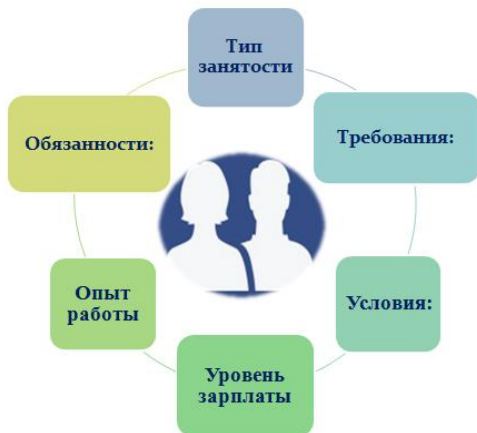 Тип
занятости
Требования:
Условия:
Уровень
зарплаты
Опыт
работы
Обязанности: